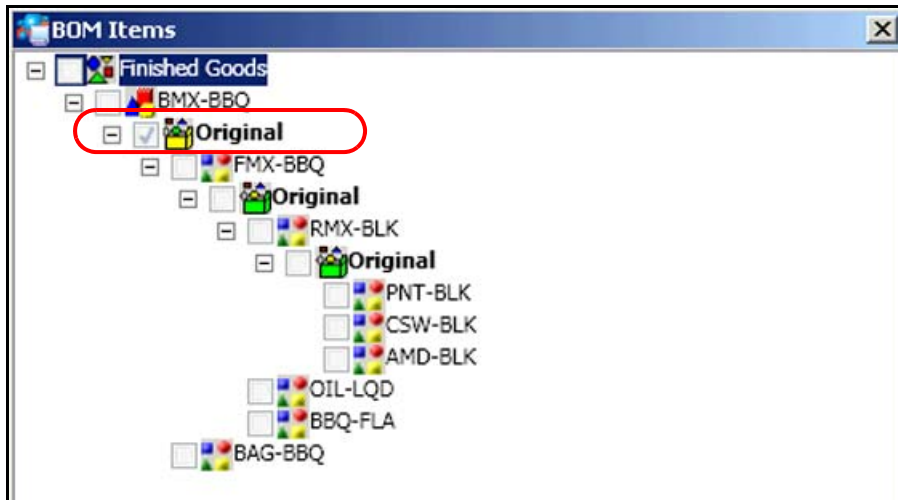 BOM Items
Finished Goods
BMX-BBQ
Original
FMX-BBQ
Original
RMX-BLK
Original
PNT-BLK
CSW-BLK
AMD-BLK
OIL-LQD
BBQ-FLA
BAG-BBQ